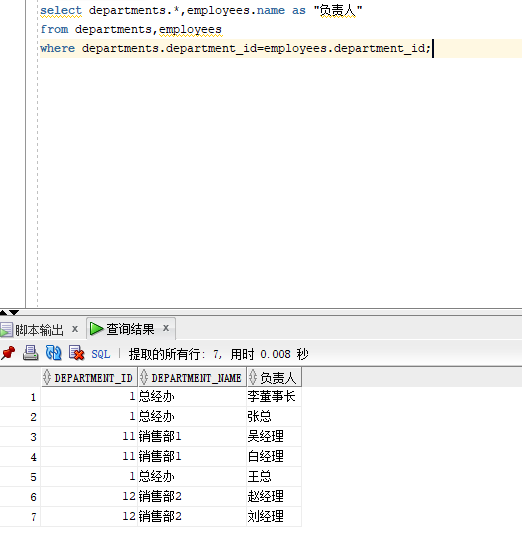 select departments.*,employees.name as "负责人"
from departments,employees
where departments.department_id=employees.department_id;
脚本输出 x 查询结果 x
SQL | 提取的所有行: 7, 用时 0.008 秒
DEPARTMENT_ID DEPARTMENT_NAME 负责人
1 1 总经办 李董事长
2 1 总经办 张总
3 11 销售部1 吴经理
4 11 销售部1 白经理
5 1 总经办 王总
6 12 销售部2 赵经理
7 12 销售部2 刘经理